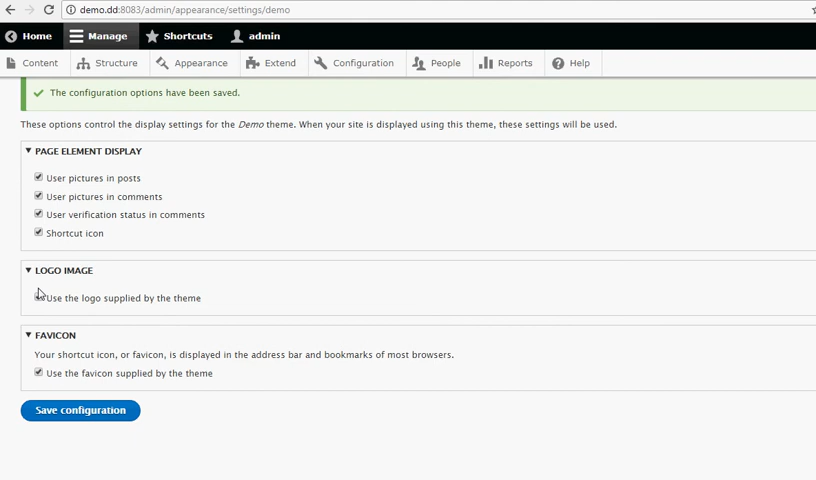 demo.dd:8083/admin/appearance/settings/demo
Home Manage Shortcuts admin
Content Structure Appearance Extend Configuration People Reports Help
The configuration options have been saved.
These options control the display settings for the Demo theme. When your site is displayed using this theme, these settings will be used.
PAGE ELEMENT DISPLAY
User pictures in posts
User pictures in comments
User verification status in comments
Shortcut icon
LOGO IMAGE
Use the logo supplied by the theme
FAVICON
Your shortcut icon, or favicon, is displayed in the address bar and bookmarks of most browsers.
Use the favicon supplied by the theme
Save configuration